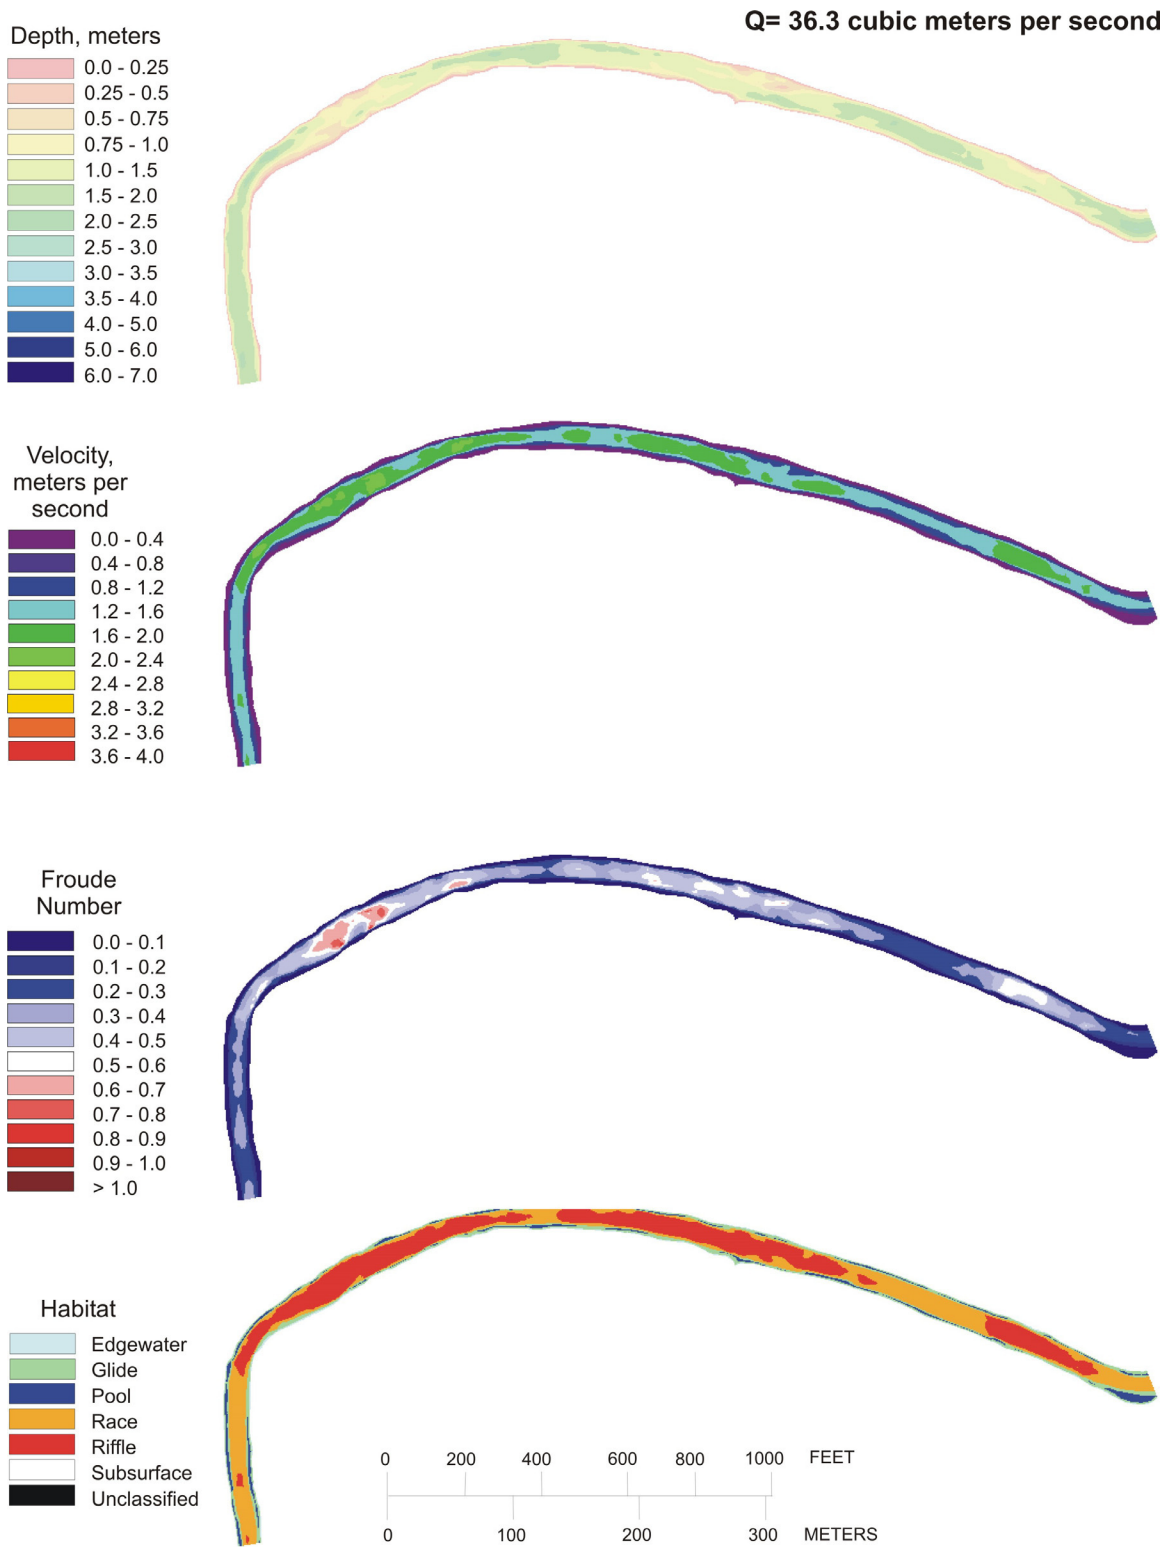 Q= 36.3 cubic meters per second
Depth, meters
0.0 - 0.25
0.25 - 0.5
0.5 - 0.75
0.75 - 1.0
1.0 - 1.5
1.5 - 2.0
2.0 - 2.5
2.5 - 3.0
3.0 - 3.5
3.5 - 4.0
4.0 - 5.0
5.0 - 6.0
6.0 - 7.0
Velocity,
meters per
second
0.0 - 0.4
0.4 - 0.8
0.8 - 1.2
1.2 - 1.6
1.6 - 2.0
2.0 - 2.4
2.4 - 2.8
2.8 - 3.2
3.2 - 3.6
3.6 - 4.0
Froude
Number
0.0 - 0.1
0.1 - 0.2
0.2 - 0.3
0.3 - 0.4
0.4 - 0.5
0.5 - 0.6
0.6 - 0.7
0.7 - 0.8
0.8 - 0.9
0.9 - 1.0
> 1.0
Habitat
Edgewater
Glide
Pool
Race
Riffle
Subsurface
Unclassified
0 200 400 600 800 1000 FEET
0 100 200 300 METERS